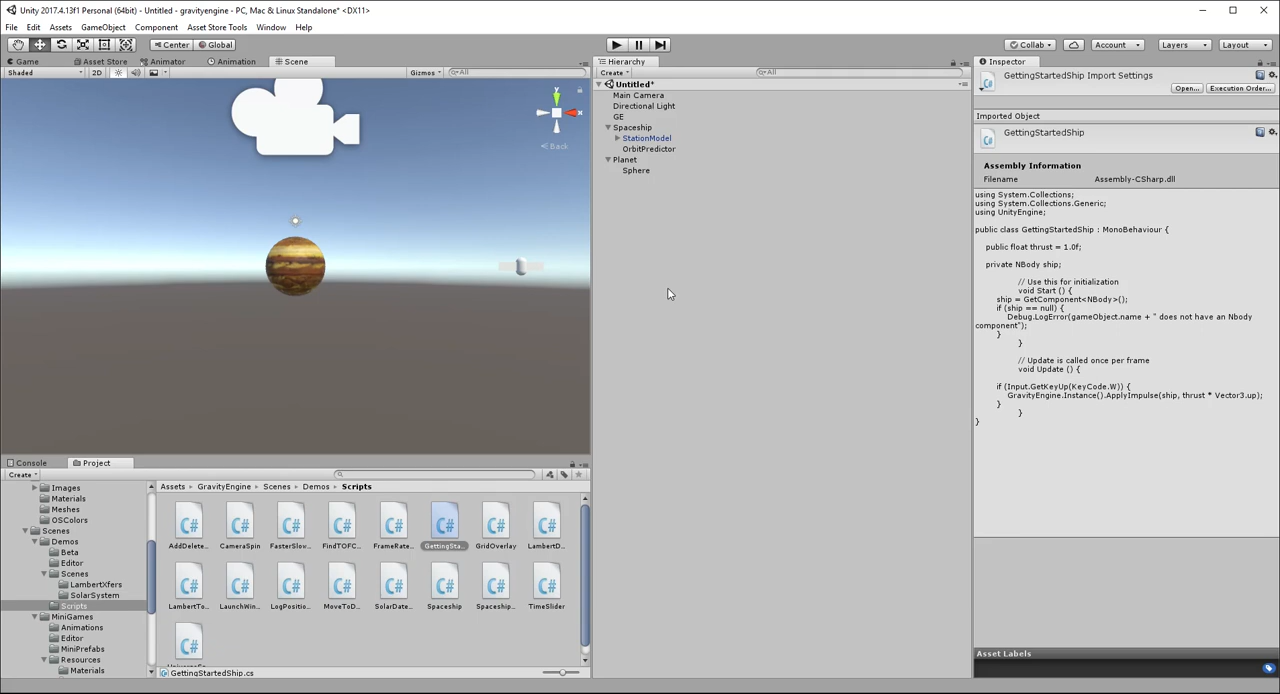 Unity 2017.4.13f1 Personal (64bit) - Untitled - gravityengine - PC, Mac & Linux Standalone* <DX11>
File Edit Assets GameObject Component Asset Store Tools Window Help
Center Global Collab Account Layers Layout
Game Asset Store Animator Animation Scene
Shaded 2D Gizmos All
y
x
Back
Hierarchy
Create All
Untitled*
Main Camera
Directional Light
GE
Spaceship
StationModel
OrbitPredictor
Planet
Sphere
Inspector
GettingStartedShip Import Settings
Open... Execution Order...
Imported Object
GettingStartedShip
Assembly Information
Filename Assembly-CSharp.dll
using System.Collections;
using System.Collections.Generic;
using UnityEngine;
public class GettingStartedShip : MonoBehaviour {
public float thrust = 1.0f;
private NBody ship;
// Use this for initialization
void Start () {
ship = GetComponent<NBody>();
if (ship == null) {
Debug.LogError(gameObject.name + " does not have an Nbody
component");
}
}
// Update is called once per frame
void Update () {
if (Input.GetKeyUp(KeyCode.W)) {
GravityEngine.Instance().ApplyImpulse(ship, thrust * Vector3.up);
}
}
}
Asset Labels
Console Project
Create
Images
Materials
Meshes
OSColors
Scenes
Demos
Beta
Editor
Scenes
LambertXfers
SolarSystem
Scripts
MiniGames
Animations
Editor
MiniPrefabs
Resources
Materials
Assets GravityEngine Scenes Demos Scripts
AddDelete... CameraSpin FasterSlow... FindTOFC... FrameRate... GettingSta... GridOverlay LambertD...
LambertTo... LaunchWin... LogPositio... MoveToD... SolarDate... Spaceship Spaceship... TimeSlider
GettingStartedShip.cs